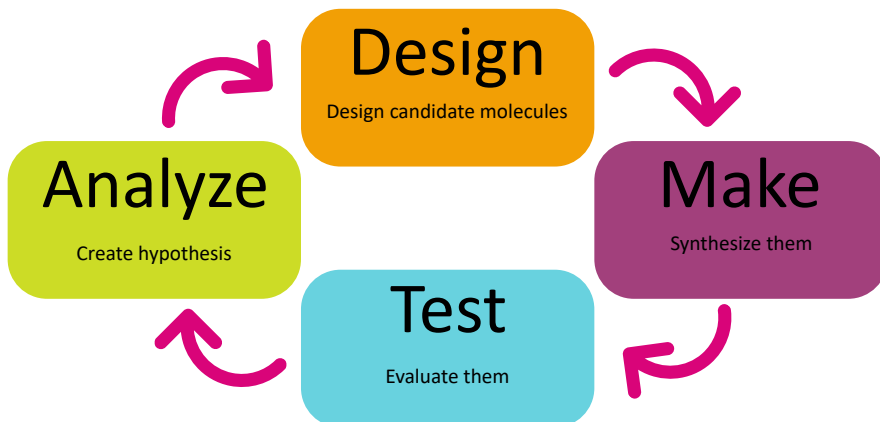 Design
Design candidate molecules
Analyze
Create hypothesis
Make
Synthesize them
Test
Evaluate them